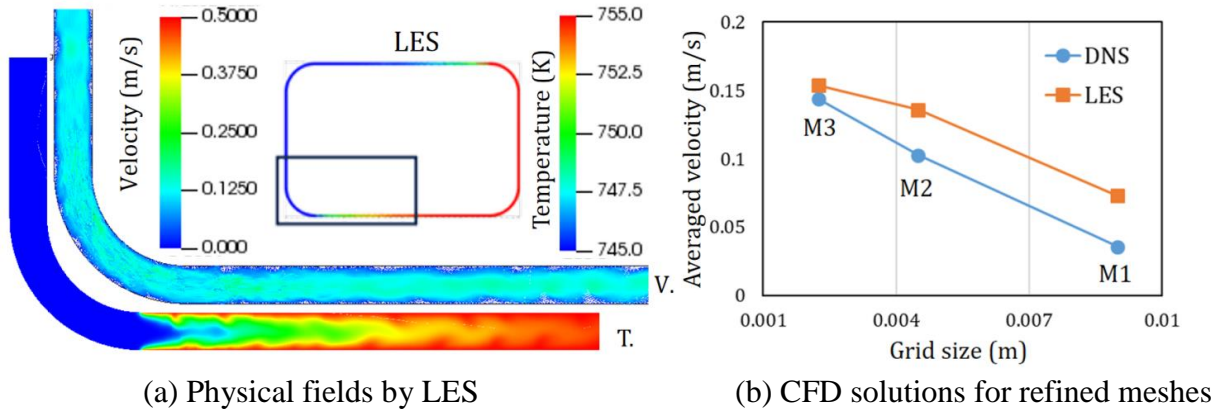 Velocity (m/s)
0.5000
0.3750
0.2500
0.1250
0.000
LES
Temperature (K)
755.0
752.5
750.0
747.5
745.0
V.
T.
(a) Physical fields by LES
Averaged velocity (m/s)
0.2
0.15
0.1
0.05
0
DNS
LES
M3
M2
M1
0.001
0.004
0.007
0.01
Grid size (m)
(b) CFD solutions for refined meshes